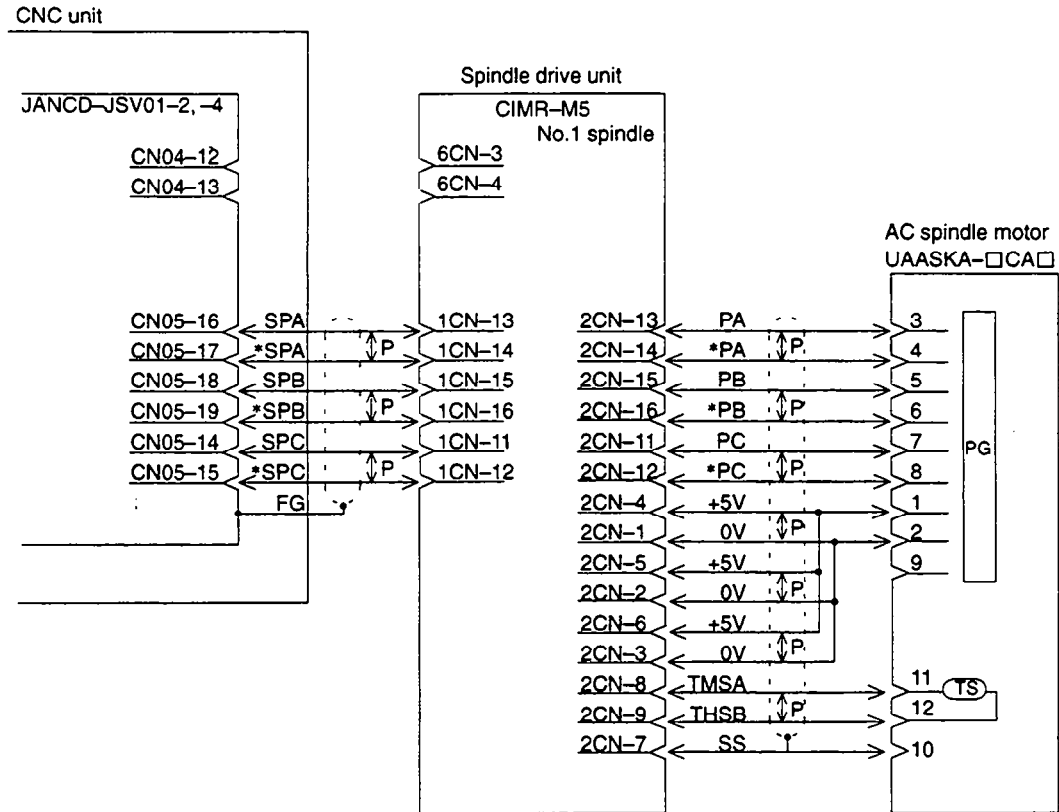 CNC unit
JANCD-JSV01-2, -4
CN04-12
CN04-13
CN05-16 SPA
CN05-17 *SPA P
CN05-18 SPB
CN05-19 *SPB P
CN05-14 SPC
CN05-15 *SPC P
FG
Spindle drive unit
CIMR-M5
No.1 spindle
6CN-3
6CN-4
1CN-13
1CN-14
1CN-15
1CN-16
1CN-11
1CN-12
2CN-13 PA
2CN-14 *PA P
2CN-15 PB
2CN-16 *PB P
2CN-11 PC
2CN-12 *PC P
2CN-4 +5V
2CN-1 0V P
2CN-5 +5V
2CN-2 0V P
2CN-6 +5V
2CN-3 0V P
2CN-8 TMSA
2CN-9 THSB P
2CN-7 SS
AC spindle motor
UAASKA-□CA□
3
4
5
6
7
8
1
2
9
PG
11 TS
12
10